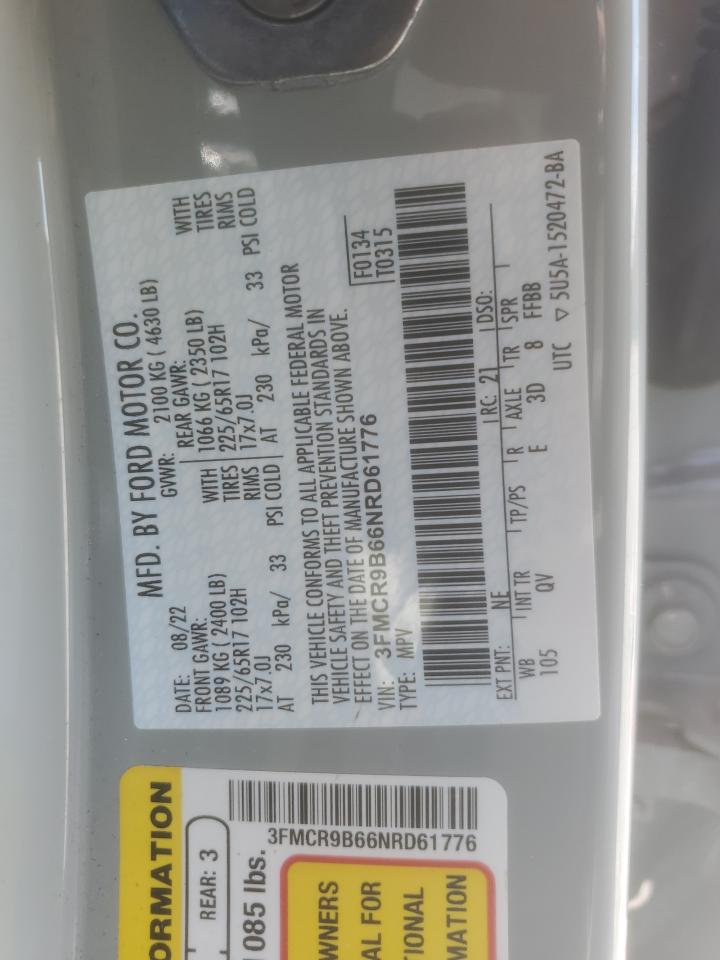 MFD. BY FORD MOTOR CO.
DATE: 08/22 GVWR: 2100 KG ( 4630 LB)
FRONT GAWR: REAR GAWR:
1089 KG ( 2400 LB) WITH 1066 KG ( 2350 LB) WITH
225/65R17 102H TIRES 225/65R17 102H TIRES
17x7.0J RIMS 17x7.0J RIMS
AT 230 kPa/ 33 PSI COLD AT 230 kPa/ 33 PSI COLD
THIS VEHICLE CONFORMS TO ALL APPLICABLE FEDERAL MOTOR
VEHICLE SAFETY AND THEFT PREVENTION STANDARDS IN
EFFECT ON THE DATE OF MANUFACTURE SHOWN ABOVE.
VIN: 3FMCR9B66NRD61776 F0134
TYPE: MPV T0315
EXT PNT: NE RC: 21 DSO:
WB INT TR TP/PS R AXLE TR SPR
105 QV E 3D 8 FFBB
UTC ▽ 5U5A-1520472-BA
ORMATION
REAR: 3
085 lbs.
3FMCR9B66NRD61776
WNERS
AL FOR
TIONAL
MATION